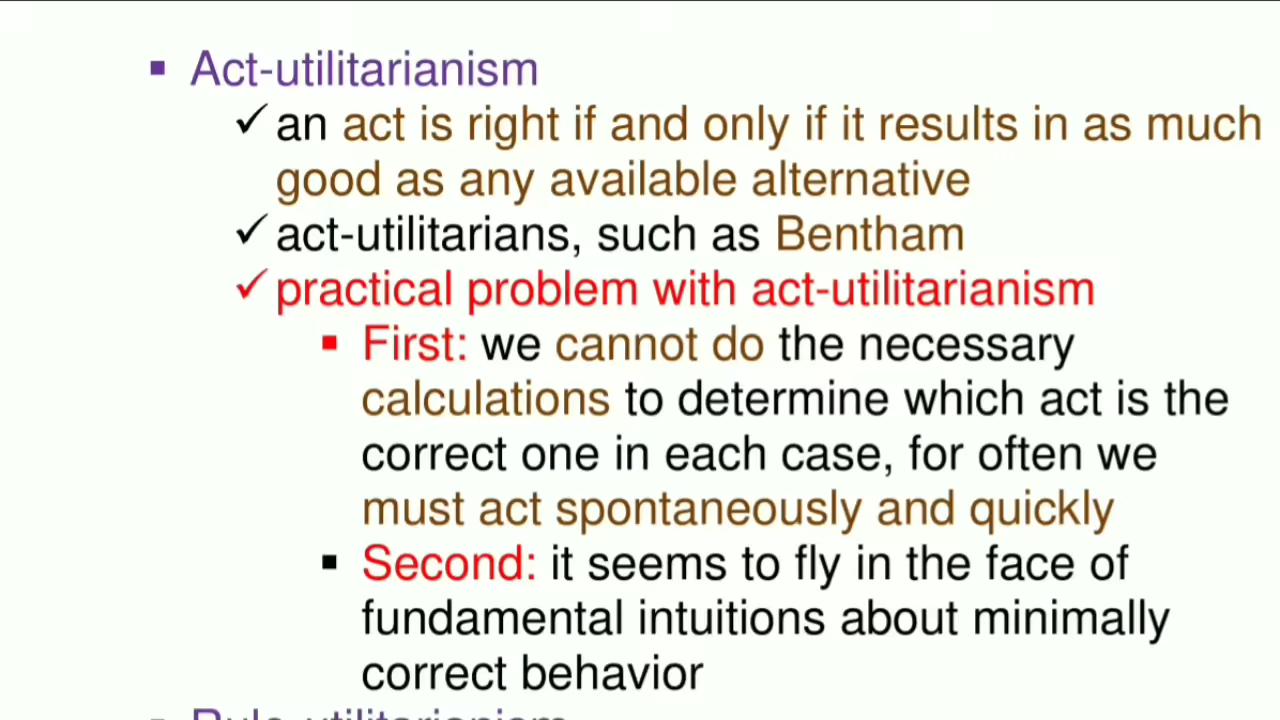 ▪ Act-utilitarianism
✓ an act is right if and only if it results in as much
good as any available alternative
✓ act-utilitarians, such as Bentham
✓ practical problem with act-utilitarianism
▪ First: we cannot do the necessary
calculations to determine which act is the
correct one in each case, for often we
must act spontaneously and quickly
▪ Second: it seems to fly in the face of
fundamental intuitions about minimally
correct behavior
▪ Rule-utilitarianism